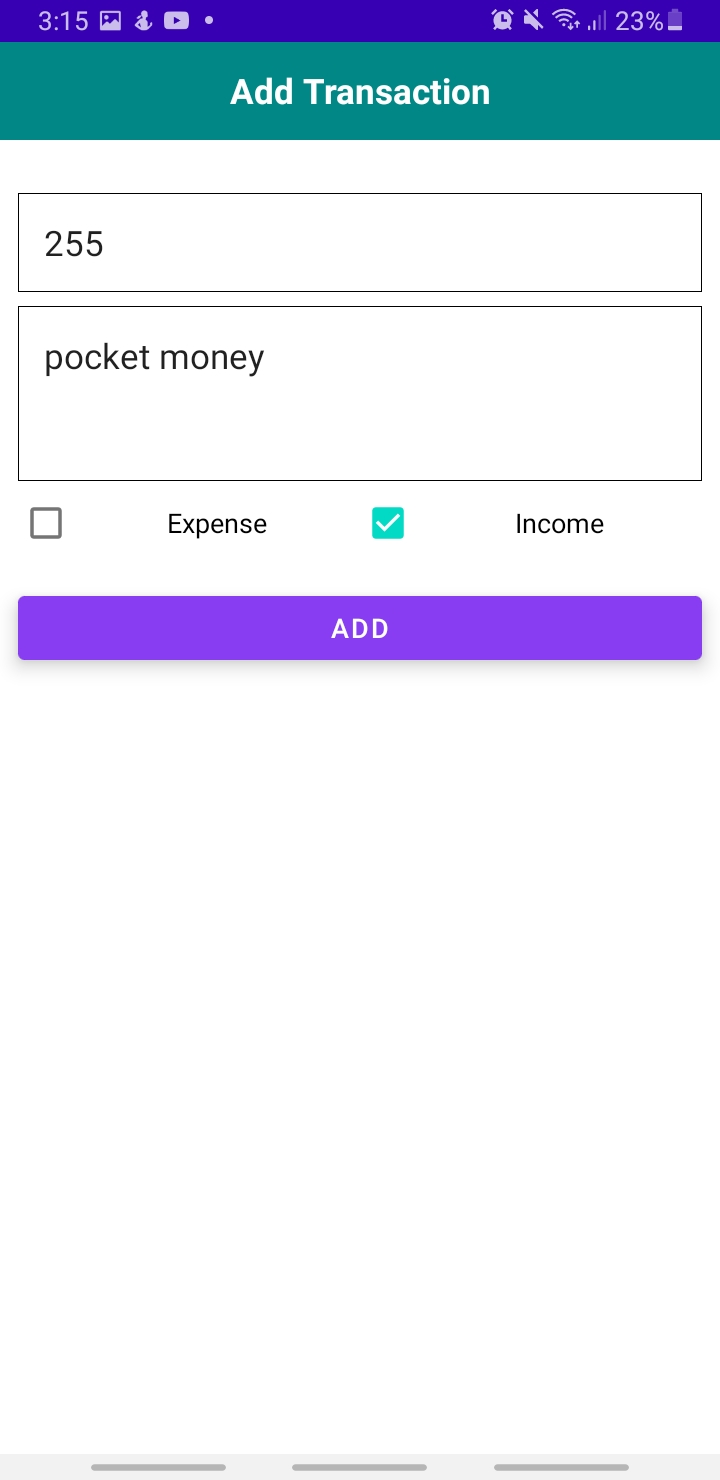 3:15 23%
Add Transaction
255
pocket money
Expense Income
ADD